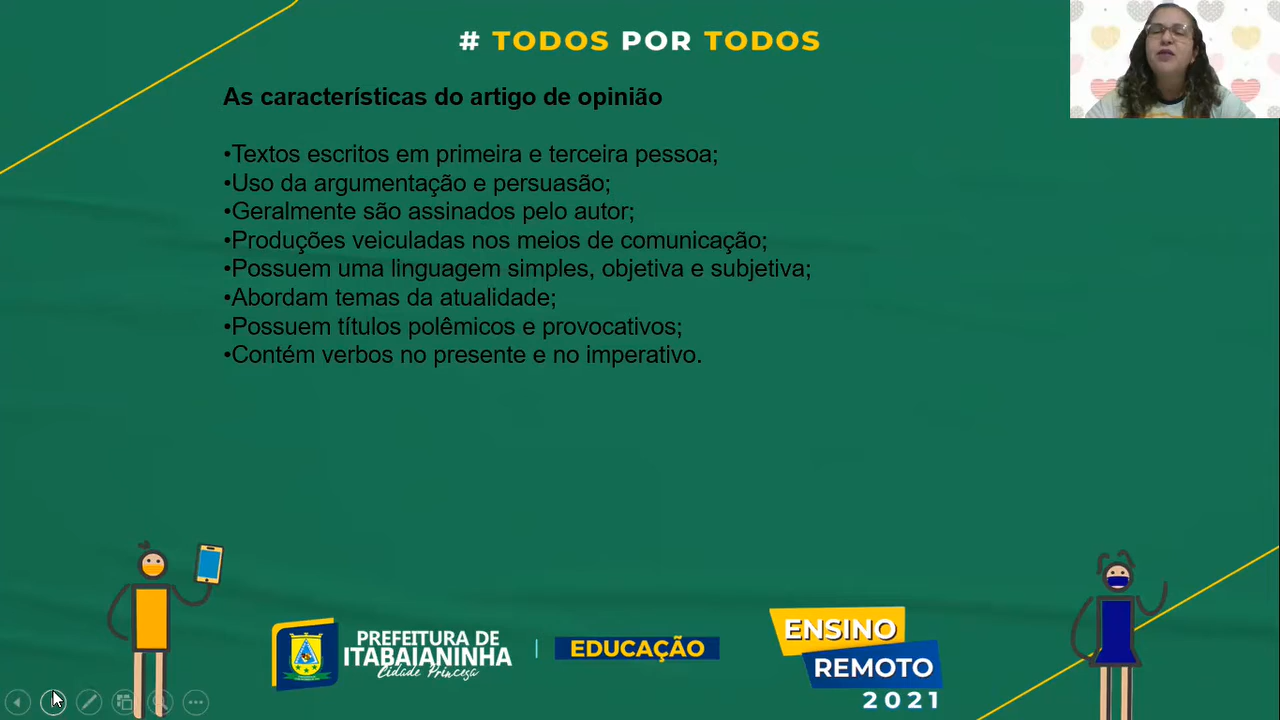 # TODOS POR TODOS
As características do artigo de opinião
•Textos escritos em primeira e terceira pessoa;
•Uso da argumentação e persuasão;
•Geralmente são assinados pelo autor;
•Produções veiculadas nos meios de comunicação;
•Possuem uma linguagem simples, objetiva e subjetiva;
•Abordam temas da atualidade;
•Possuem títulos polêmicos e provocativos;
•Contém verbos no presente e no imperativo.
PREFEITURA DE
ITABAIANINHA
Cidade Princesa
EDUCAÇÃO
ENSINO
REMOTO
2021